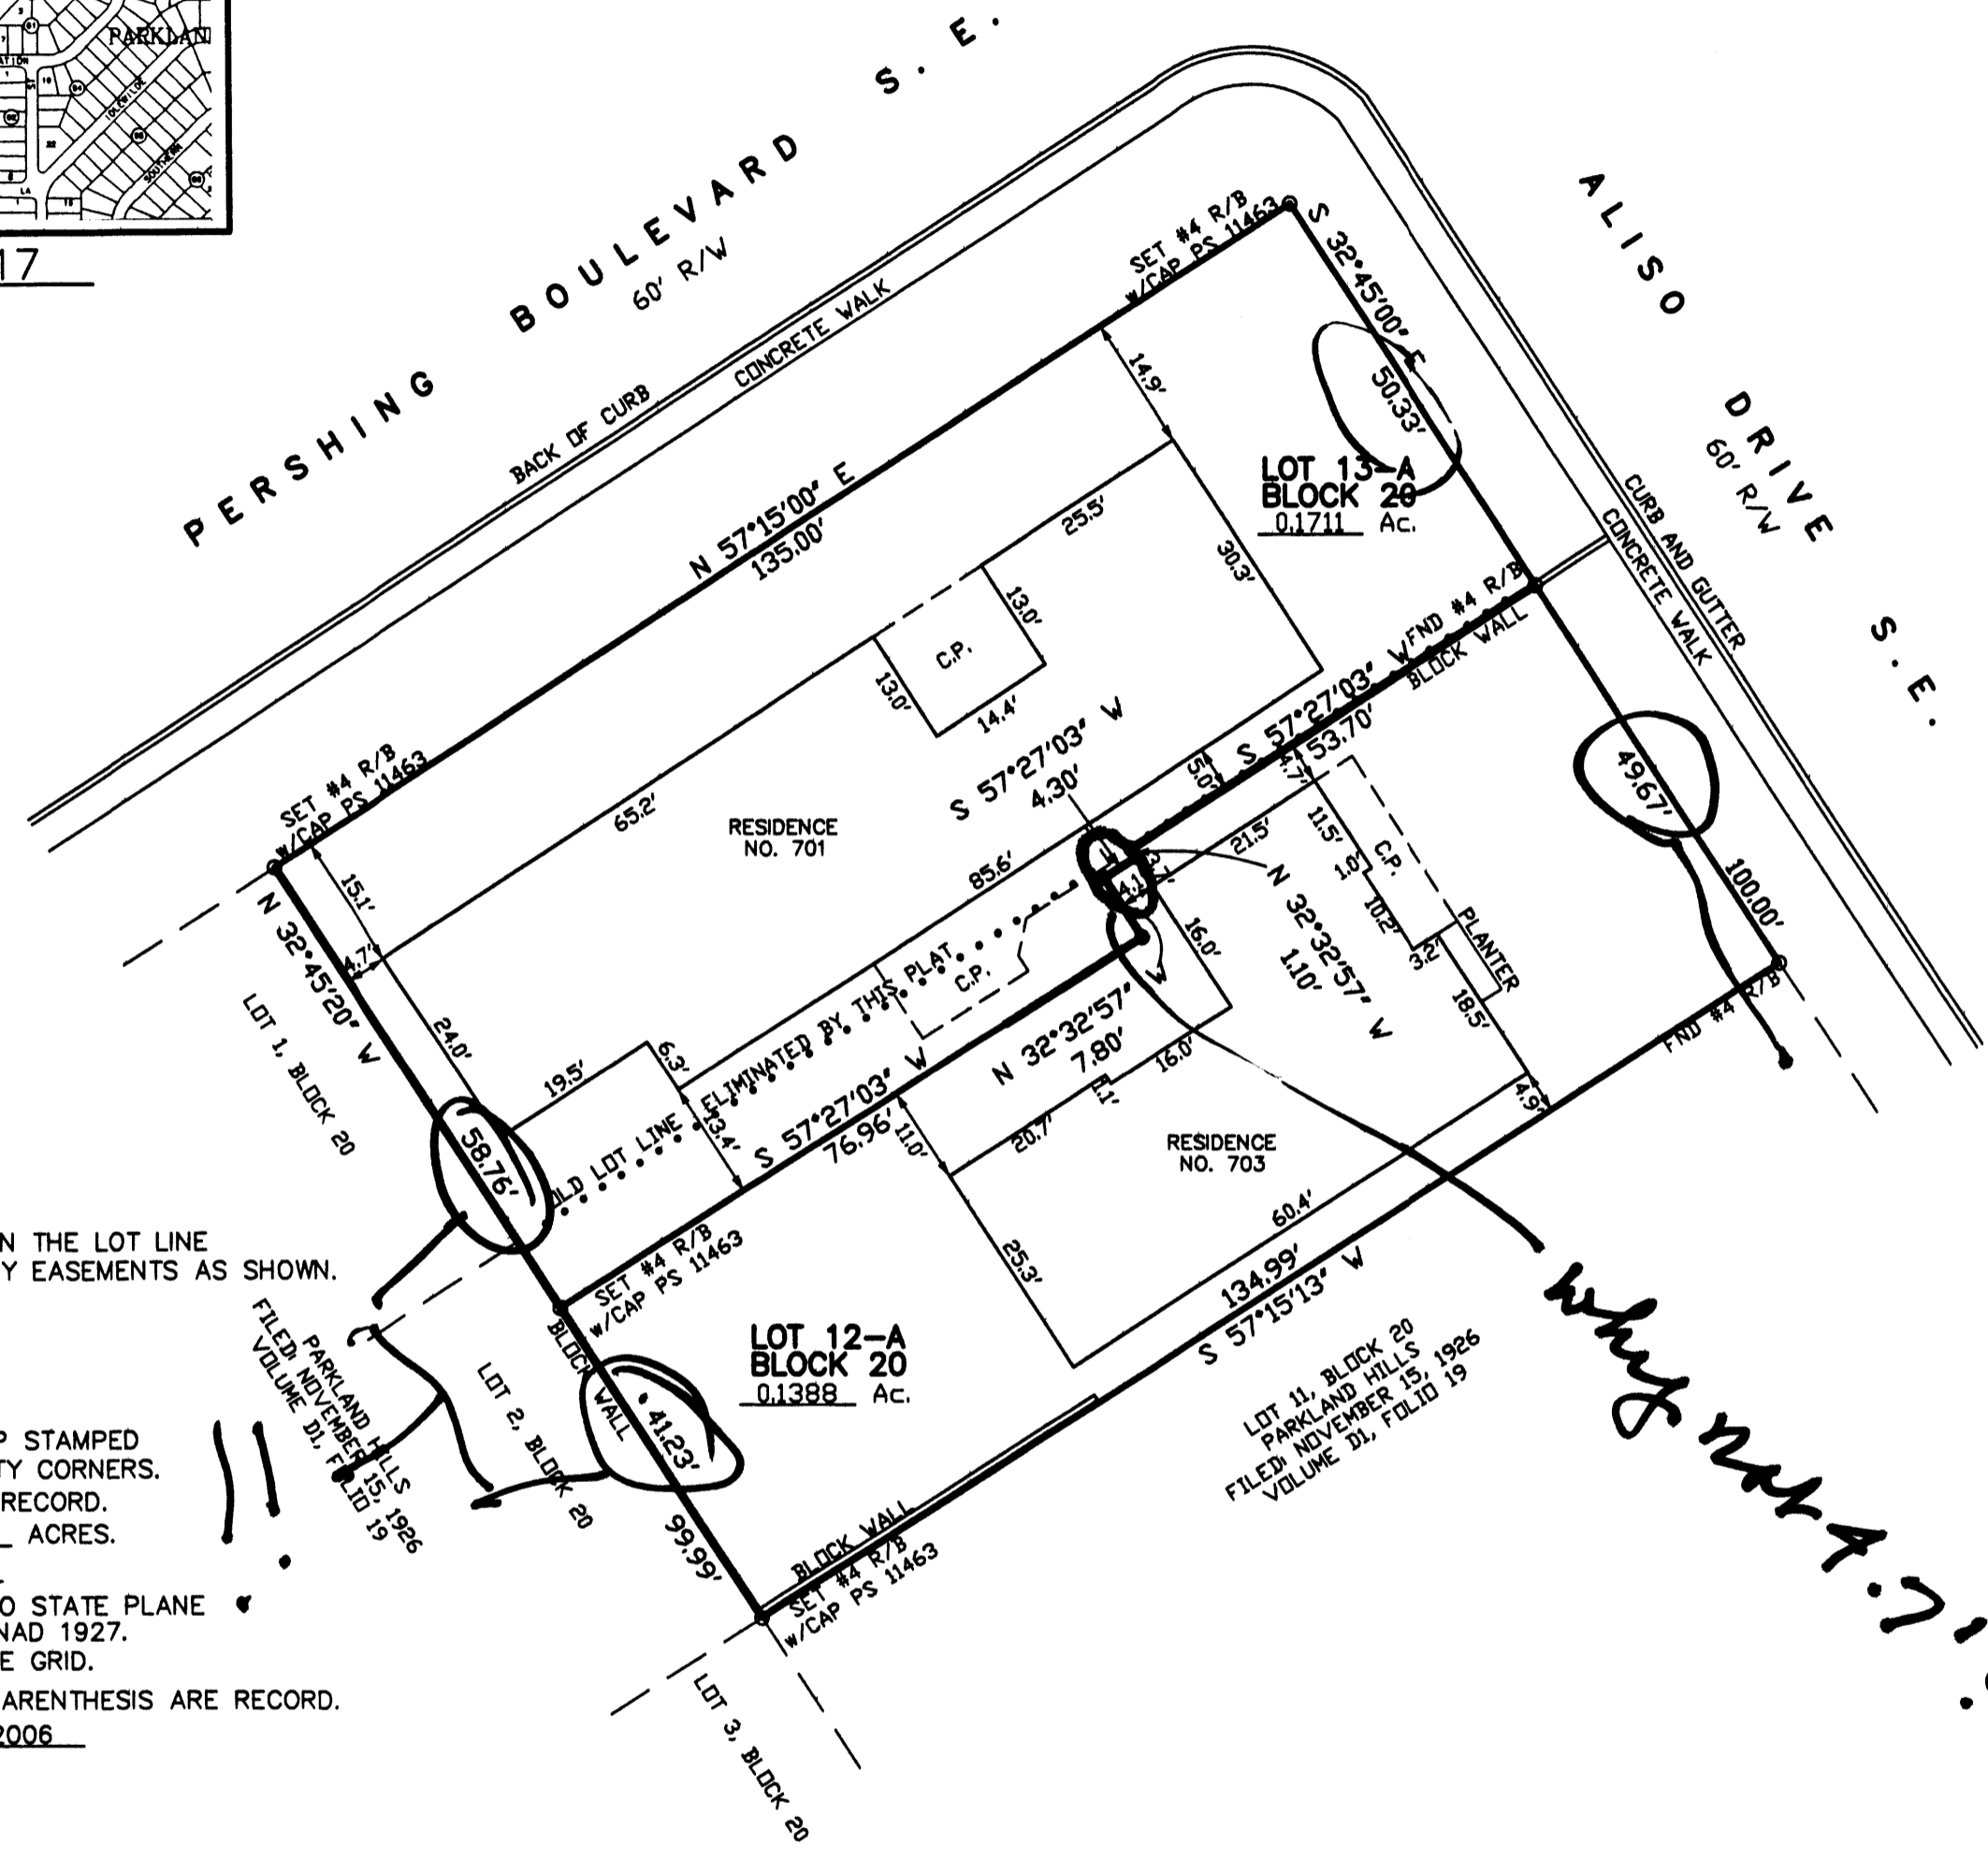 PARKLAN
ATION
IDLEWILDE
SOUTHERN
LA
17
PERSHING BOULEVARD S.E.
60' R/W
ALISO DRIVE S.E.
60' R/W
BACK OF CURB
CONCRETE WALK
CURB AND GUTTER
CONCRETE WALK
SET #4 R/B
W/CAP PS 11463
S 32°45'00" E
50.33'
14.9'
LOT 13-A
BLOCK 20
0.1711 Ac.
N 57°15'00" E
135.00'
25.5'
30.3'
13.0'
C.P.
13.0'
14.4'
FND #4 R/B
BLOCK WALL
S 57°27'03" W
53.70'
S 57°27'03" W
4.30'
5.0'
4.7'
49.67'
100.00'
SET #4 R/B
W/CAP PS 11463
65.2'
RESIDENCE
NO. 701
85.6'
15.1'
4.7'
N 32°45'20" W
24.0'
21.5'
11.5'
1.0'
C.P.
10.2'
3.2'
PLANTER
18.5'
4.1'
16.0'
N 32°32'57" W
1.10'
FND #4 R/B
4.9'
C.P.
OLD LOT LINE ELIMINATED BY THIS PLAT
N 32°32'57" W
7.80'
16.0'
1.1'
20.7'
LOT 1, BLOCK 20
19.5'
6.3'
13.4'
S 57°27'03" W
76.96'
11.0'
58.76'
RESIDENCE
NO. 703
60.4'
25.3'
134.99'
S 57°15'13" W
SET #4 R/B
W/CAP PS 11463
BLOCK WALL
LOT 12-A
BLOCK 20
0.1388 Ac.
41.23'
99.99'
LOT 2, BLOCK 20
PARKLAND HILLS
FILED: NOVEMBER 15, 1926
VOLUME D1, FOLIO 19
LOT 11, BLOCK 20
PARKLAND HILLS
FILED: NOVEMBER 15, 1926
VOLUME D1, FOLIO 19
BLOCK WALL
SET #4 R/B
W/CAP PS 11463
LOT 3, BLOCK 20
why not 4.7'
N THE LOT LINE
Y EASEMENTS AS SHOWN.
P STAMPED
TY CORNERS.
RECORD.
ACRES.
O STATE PLANE
NAD 1927.
E GRID.
ARENTHESIS ARE RECORD.
2006